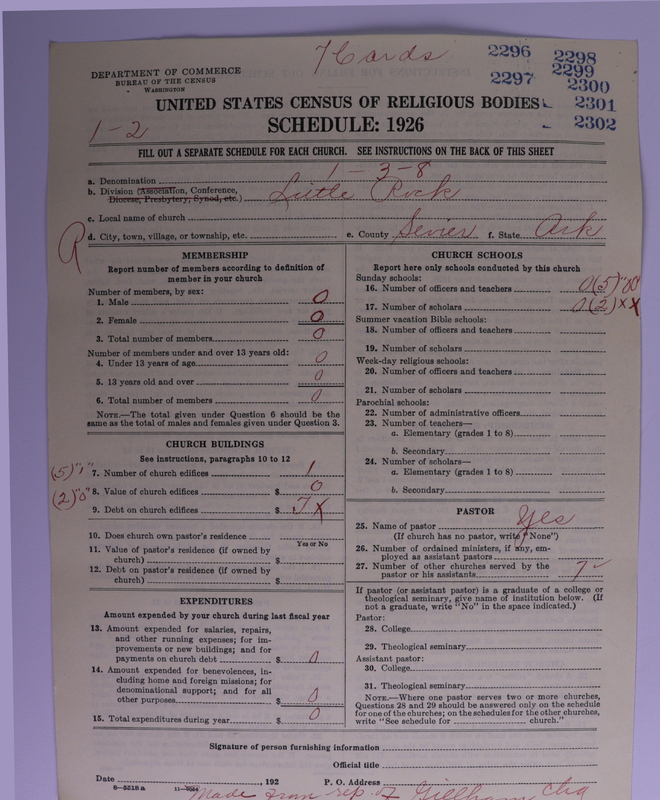 7 Cards
2296 2298
2299
2297 2300
2301
2302
DEPARTMENT OF COMMERCE
BUREAU OF THE CENSUS
WASHINGTON
UNITED STATES CENSUS OF RELIGIOUS BODIES
1-2
SCHEDULE: 1926
FILL OUT A SEPARATE SCHEDULE FOR EACH CHURCH. SEE INSTRUCTIONS ON THE BACK OF THIS SHEET
a. Denomination 1-3-8
b. Division (Association, Conference, Diocese, Presbytery, Synod, etc.) Little Rock
c. Local name of church
R
d. City, town, village, or township, etc. e. County Sevier f. State Ark
MEMBERSHIP
Report number of members according to definition of
member in your church
Number of members, by sex:
1. Male 0
2. Female 0
3. Total number of members 0
Number of members under and over 13 years old:
4. Under 13 years of age 0
5. 13 years old and over 0
6. Total number of members 0
NOTE.—The total given under Question 6 should be the
same as the total of males and females given under Question 3.
CHURCH BUILDINGS
See instructions, paragraphs 10 to 12
(5)"1" 7. Number of church edifices 1
(2)"0" 8. Value of church edifices $ 0
9. Debt on church edifices $ 7 X
10. Does church own pastor's residence
Yes or No
11. Value of pastor's residence (if owned by
church) $
12. Debt on pastor's residence (if owned by
church) $
EXPENDITURES
Amount expended by your church during last fiscal year
13. Amount expended for salaries, repairs,
and other running expenses; for im-
provements or new buildings; and for
payments on church debt $ 0
14. Amount expended for benevolences, in-
cluding home and foreign missions; for
denominational support; and for all
other purposes $ 0
15. Total expenditures during year $ 0
CHURCH SCHOOLS
Report here only schools conducted by this church
Sunday schools:
16. Number of officers and teachers 0(5)"00"
17. Number of scholars 0(2)XX
Summer vacation Bible schools:
18. Number of officers and teachers
19. Number of scholars
Week-day religious schools:
20. Number of officers and teachers
21. Number of scholars
Parochial schools:
22. Number of administrative officers
23. Number of teachers—
a. Elementary (grades 1 to 8)
b. Secondary
24. Number of scholars—
a. Elementary (grades 1 to 8)
b. Secondary
PASTOR
25. Name of pastor Yes
(If church has no pastor, write "None")
26. Number of ordained ministers, if any, em-
ployed as assistant pastors
27. Number of other churches served by the
pastor or his assistants 7
If pastor (or assistant pastor) is a graduate of a college or
theological seminary, give name of institution below. (If
not a graduate, write "No" in the space indicated.)
Pastor:
28. College
29. Theological seminary
Assistant pastor:
30. College
31. Theological seminary
NOTE.—Where one pastor serves two or more churches,
Questions 28 and 29 should be answered only on the schedule
for one of the churches; on the schedules for the other churches,
write "See schedule for church."
Signature of person furnishing information
Official title
Date , 192 P. O. Address
8—5318a
Made from rep. of Gillham Chg